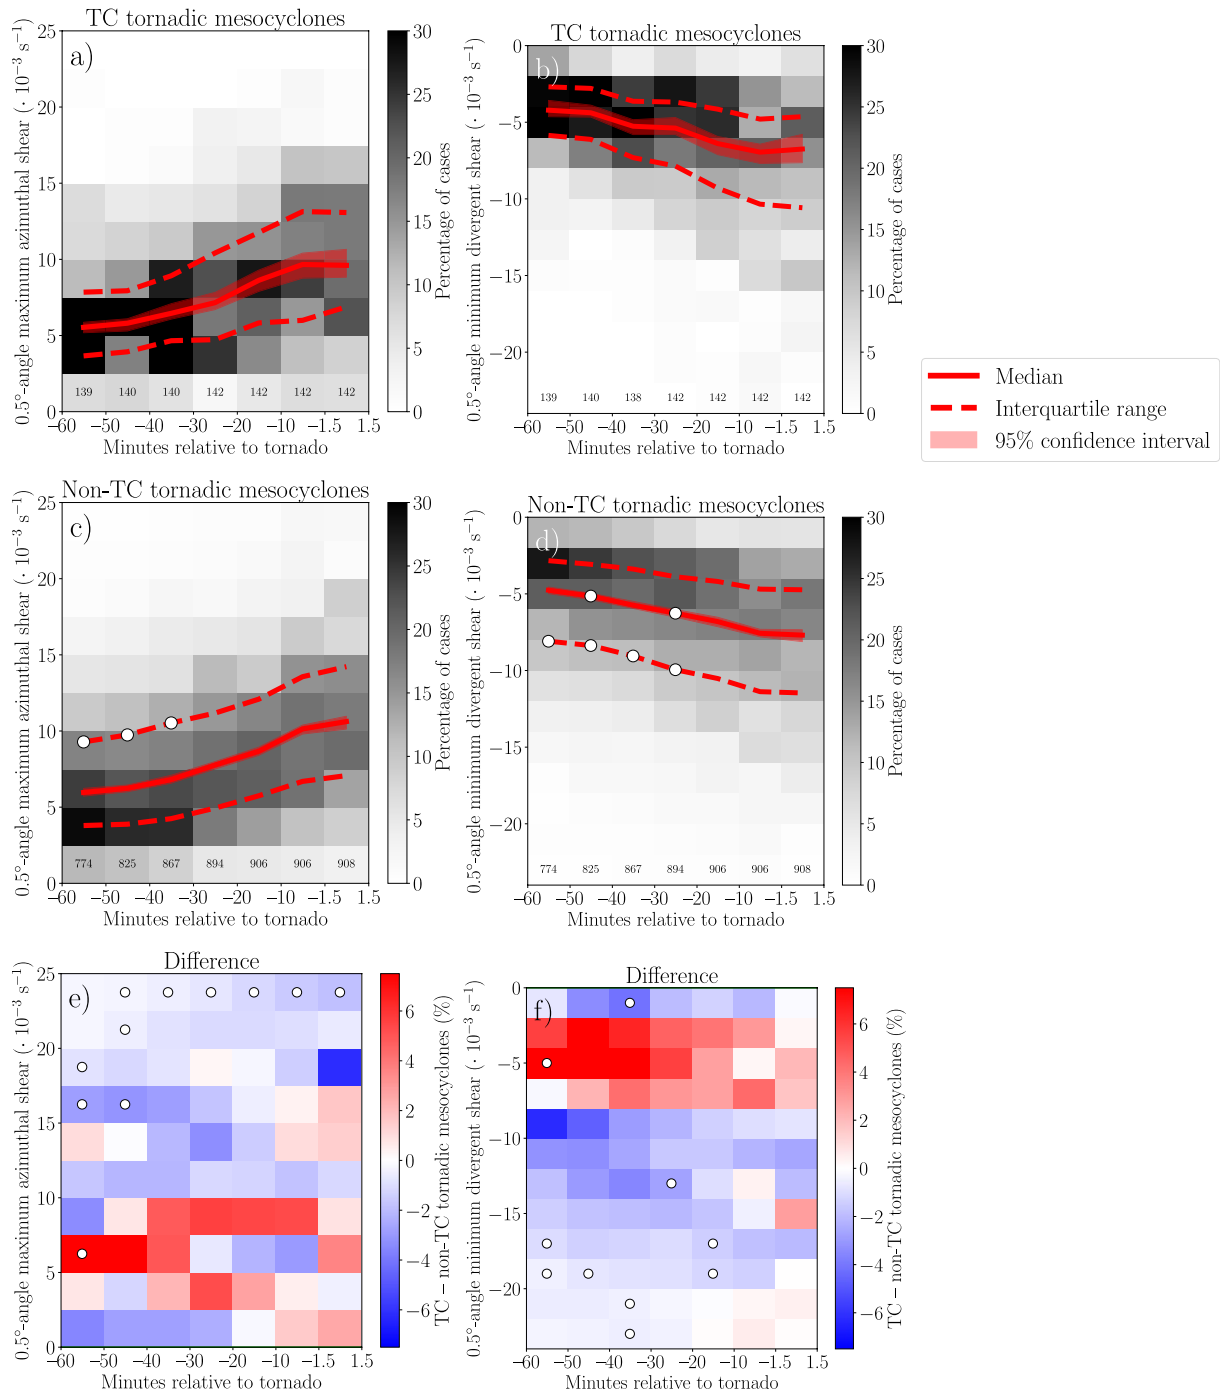 TC tornadic mesocyclones
a)
0.5°-angle maximum azimuthal shear (· 10⁻³ s⁻¹)
25
20
15
10
5
0
139 140 140 142 142 142 142
−60 −40 −30 −20 −10 −1.5 1.5
Minutes relative to tornado
30
25
20
15
10
5
0
Percentage of cases
TC tornadic mesocyclones
b)
0.5°-angle minimum divergent shear (· 10⁻³ s⁻¹)
−0
−5
−10
−15
−20
139 140 138 142 142 142 142
−60 −40 −30 −20 −10 −1.5 1.5
Minutes relative to tornado
30
25
20
15
10
5
0
Percentage of cases
Median
Interquartile range
95% confidence interval
Non-TC tornadic mesocyclones
c)
0.5°-angle maximum azimuthal shear (· 10⁻³ s⁻¹)
25
20
15
10
5
0
774 825 867 894 906 906 908
−60 −40 −30 −20 −10 −1.5 1.5
Minutes relative to tornado
30
25
20
15
10
5
0
Percentage of cases
Non-TC tornadic mesocyclones
d)
0.5°-angle minimum divergent shear (· 10⁻³ s⁻¹)
0
−5
−10
−15
−20
774 825 867 894 906 906 908
−60 −40 −30 −20 −10 −1.5 1.5
Minutes relative to tornado
30
25
20
15
10
5
0
Percentage of cases
Difference
e)
0.5°-angle maximum azimuthal shear (· 10⁻³ s⁻¹)
25
20
15
10
5
0
−60 −40 −30 −20 −10 −1.5 1.5
Minutes relative to tornado
6
4
2
0
−2
−4
−6
TC − non-TC tornadic mesocyclones (%)
Difference
f)
0.5°-angle minimum divergent shear (· 10⁻³ s⁻¹)
0
−5
−10
−15
−20
−60 −40 −30 −20 −10 −1.5 1.5
Minutes relative to tornado
6
4
2
0
−2
−4
−6
TC − non-TC tornadic mesocyclones (%)